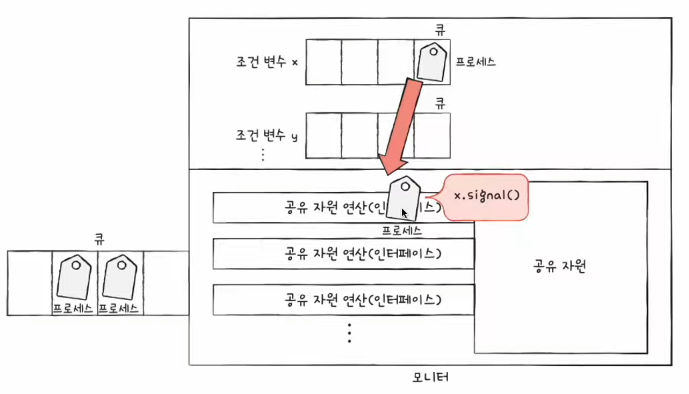 큐
조건 변수 x
프로세스
큐
조건 변수 y
⋮
공유 자원 연산(인터페이스)
x.signal()
프로세스
큐
공유 자원 연산(인터페이스)
공유 자원
공유 자원 연산(인터페이스)
프로세스 프로세스
⋮
모니터